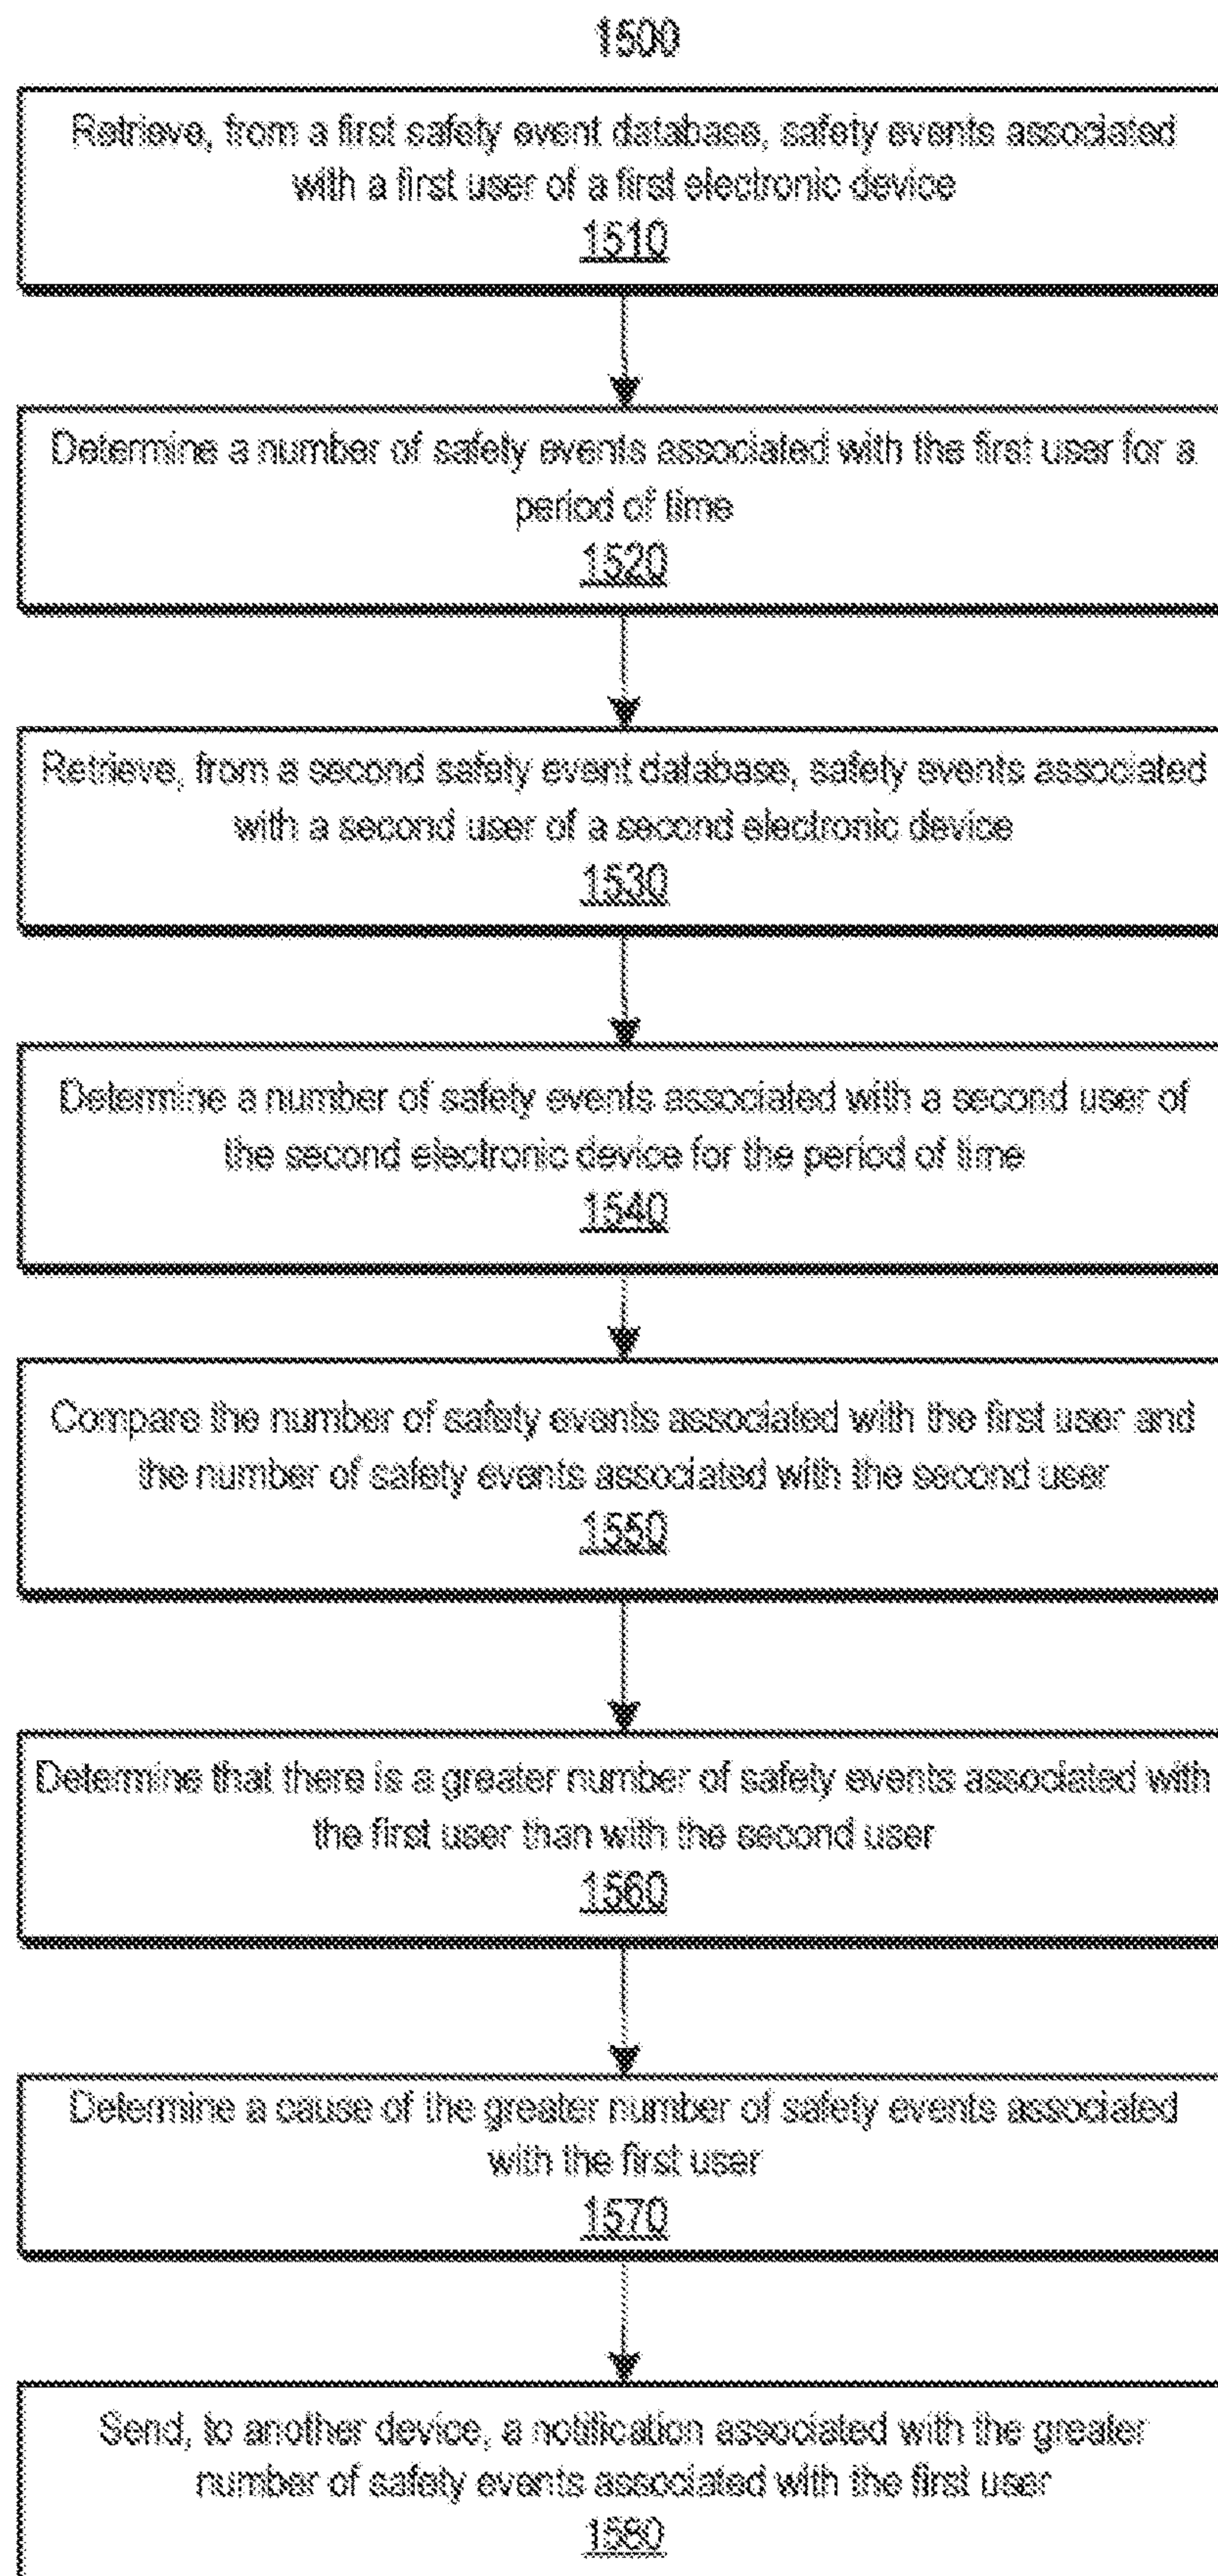 1500
Retrieve, from a first safety event database, safety events associated
with a first user of a first electronic device
1510
Determine a number of safety events associated with the first user for a
period of time
1520
Retrieve, from a second safety event database, safety events associated
with a second user of a second electronic device
1530
Determine a number of safety events associated with a second user of
the second electronic device for the period of time
1540
Compare the number of safety events associated with the first user and
the number of safety events associated with the second user
1550
Determine that there is a greater number of safety events associated with
the first user than with the second user
1560
Determine a cause of the greater number of safety events associated
with the first user
1570
Send, to another device, a notification associated with the greater
number of safety events associated with the first user
1580